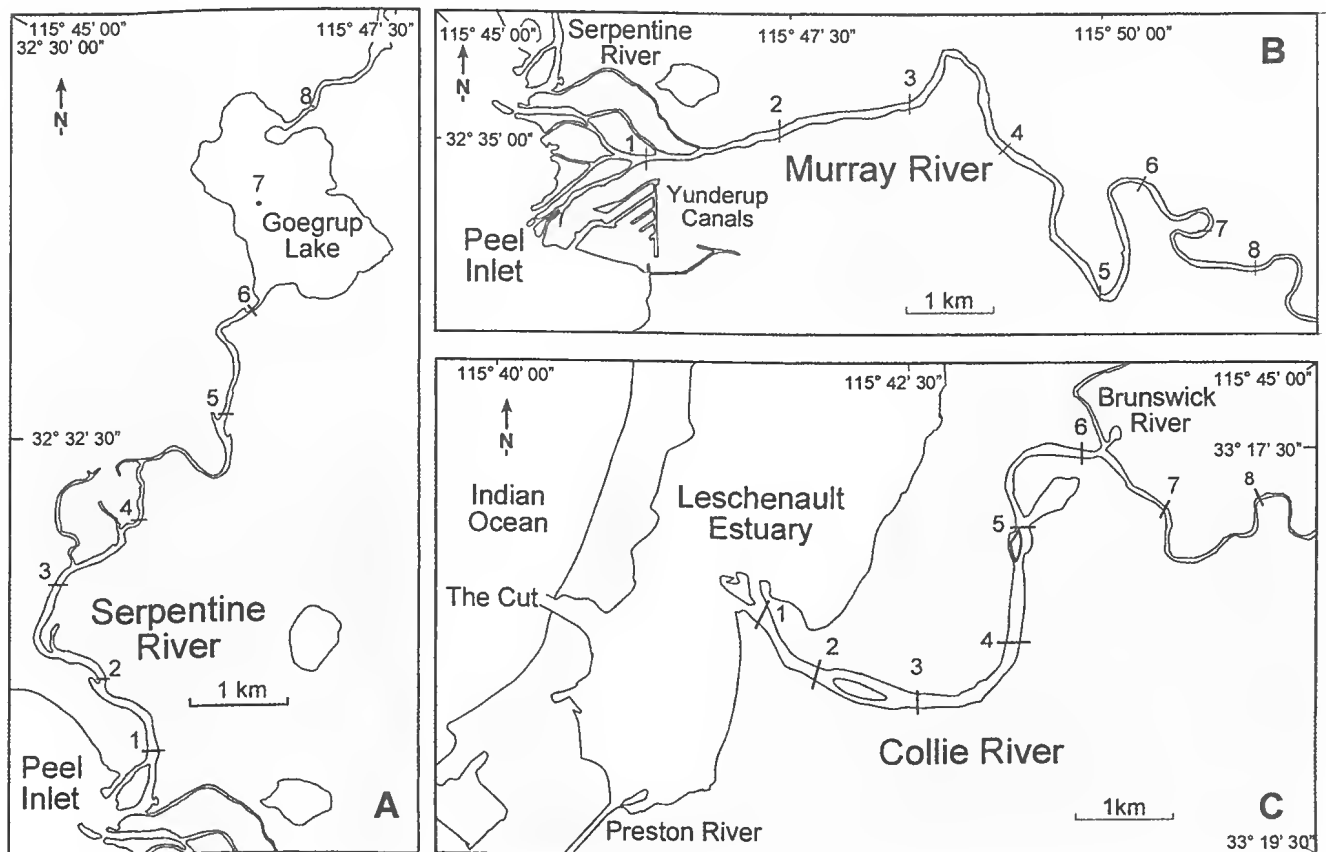 115° 45' 00"
115° 47' 30"
32° 30' 00"
N
8
7
Goegrup
Lake
6
5
32° 32' 30"
4
3
Serpentine
River
2
1 km
1
Peel
Inlet
A
115° 45' 00"
115° 47' 30"
115° 50' 00"
Serpentine
River
B
N
3
2
32° 35' 00"
1
4
Murray River
6
Yunderup
Canals
7
Peel
Inlet
8
5
1 km
115° 40' 00"
115° 42' 30"
115° 45' 00"
N
Brunswick
River
6
33° 17' 30"
Indian
Ocean
Leschenault
Estuary
7
8
5
The Cut
1
4
2
3
Collie River
1km
C
Preston River
33° 19' 30"